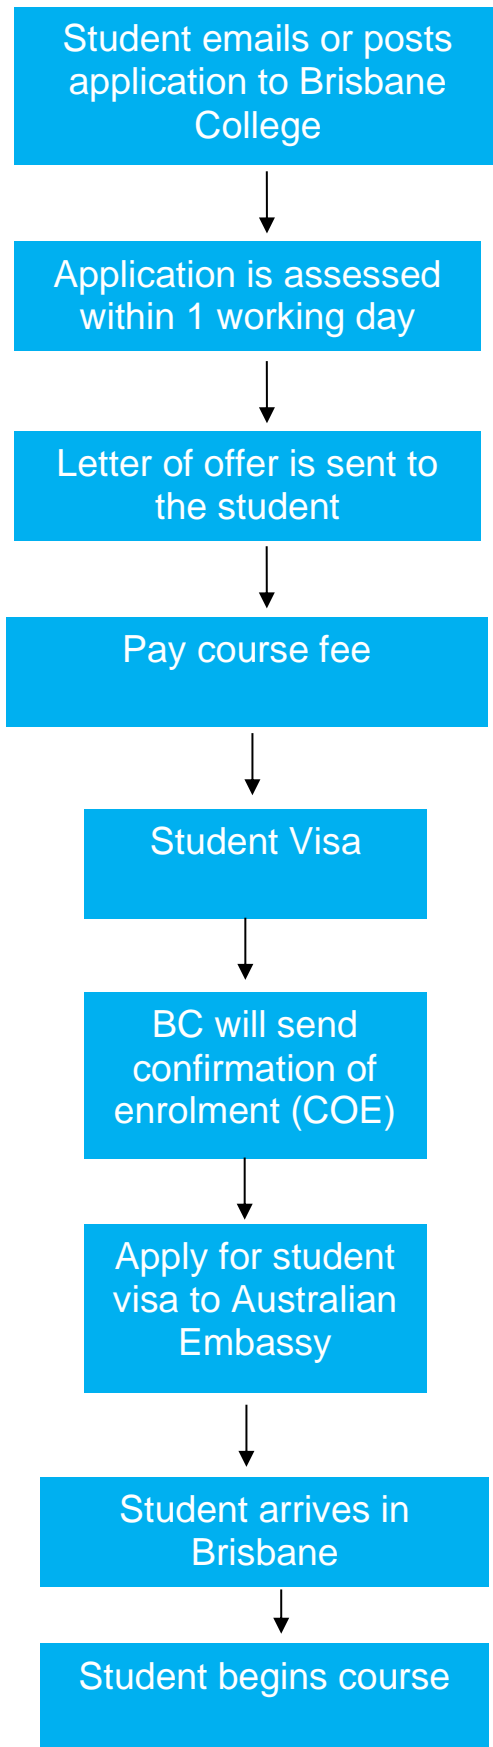 Student emails or posts
application to Brisbane
College
Application is assessed
within 1 working day
Letter of offer is sent to
the student
Pay course fee
Student Visa
BC will send
confirmation of
enrolment (COE)
Apply for student
visa to Australian
Embassy
Student arrives in
Brisbane
Student begins course